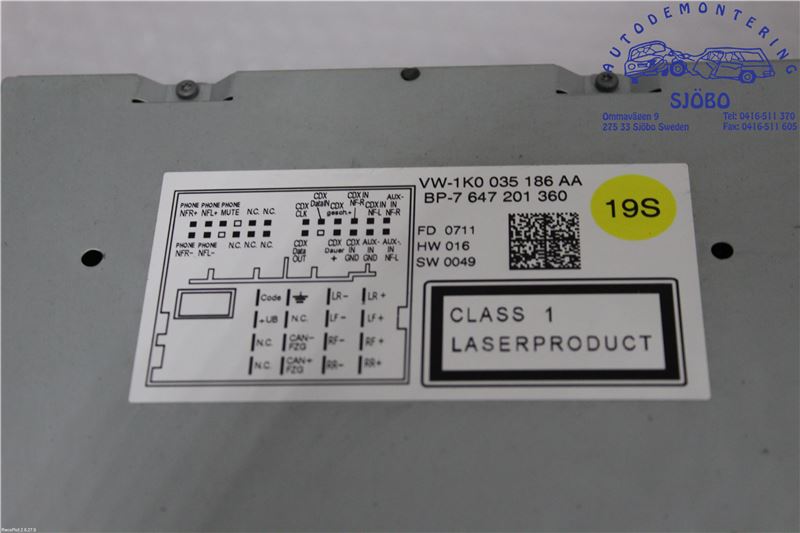 AUTODEMONTERING
SJÖBO
Ommavägen 9
275 33 Sjöbo Sweden
Tel: 0416-511 370
Fax: 0416-511 605
VW-1K0 035 186 AA
BP-7 647 201 360
19S
FD 0711
HW 016
SW 0049
CLASS 1
LASERPRODUCT
PHONE PHONE PHONE
NFR+ NFL+ MUTE N.C. N.C.
PHONE PHONE
NFR- NFL- N.C. N.C. N.C.
CDX CLK
CDX DataIN
CDX gesch.+
CDX IN NF-R
CDX IN NF-L
AUX-IN NF-R
CDX Data OUT
CDX Dauer +
CDX IN GND
AUX IN GND
AUX-IN NF-L
Code LR- LR+
+UB N.C. LF- LF+
N.C. CAN-FZG RF- RF+
N.C. CAN+FZG RR- RR+